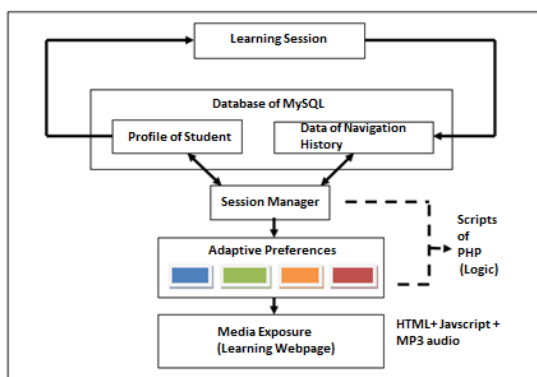 Learning Session
Database of MySQL
Profile of Student
Data of Navigation
History
Session Manager
Scripts
of
PHP
(Logic)
Adaptive Preferences
Media Exposure
(Learning Webpage)
HTML+ Javscript +
MP3 audio